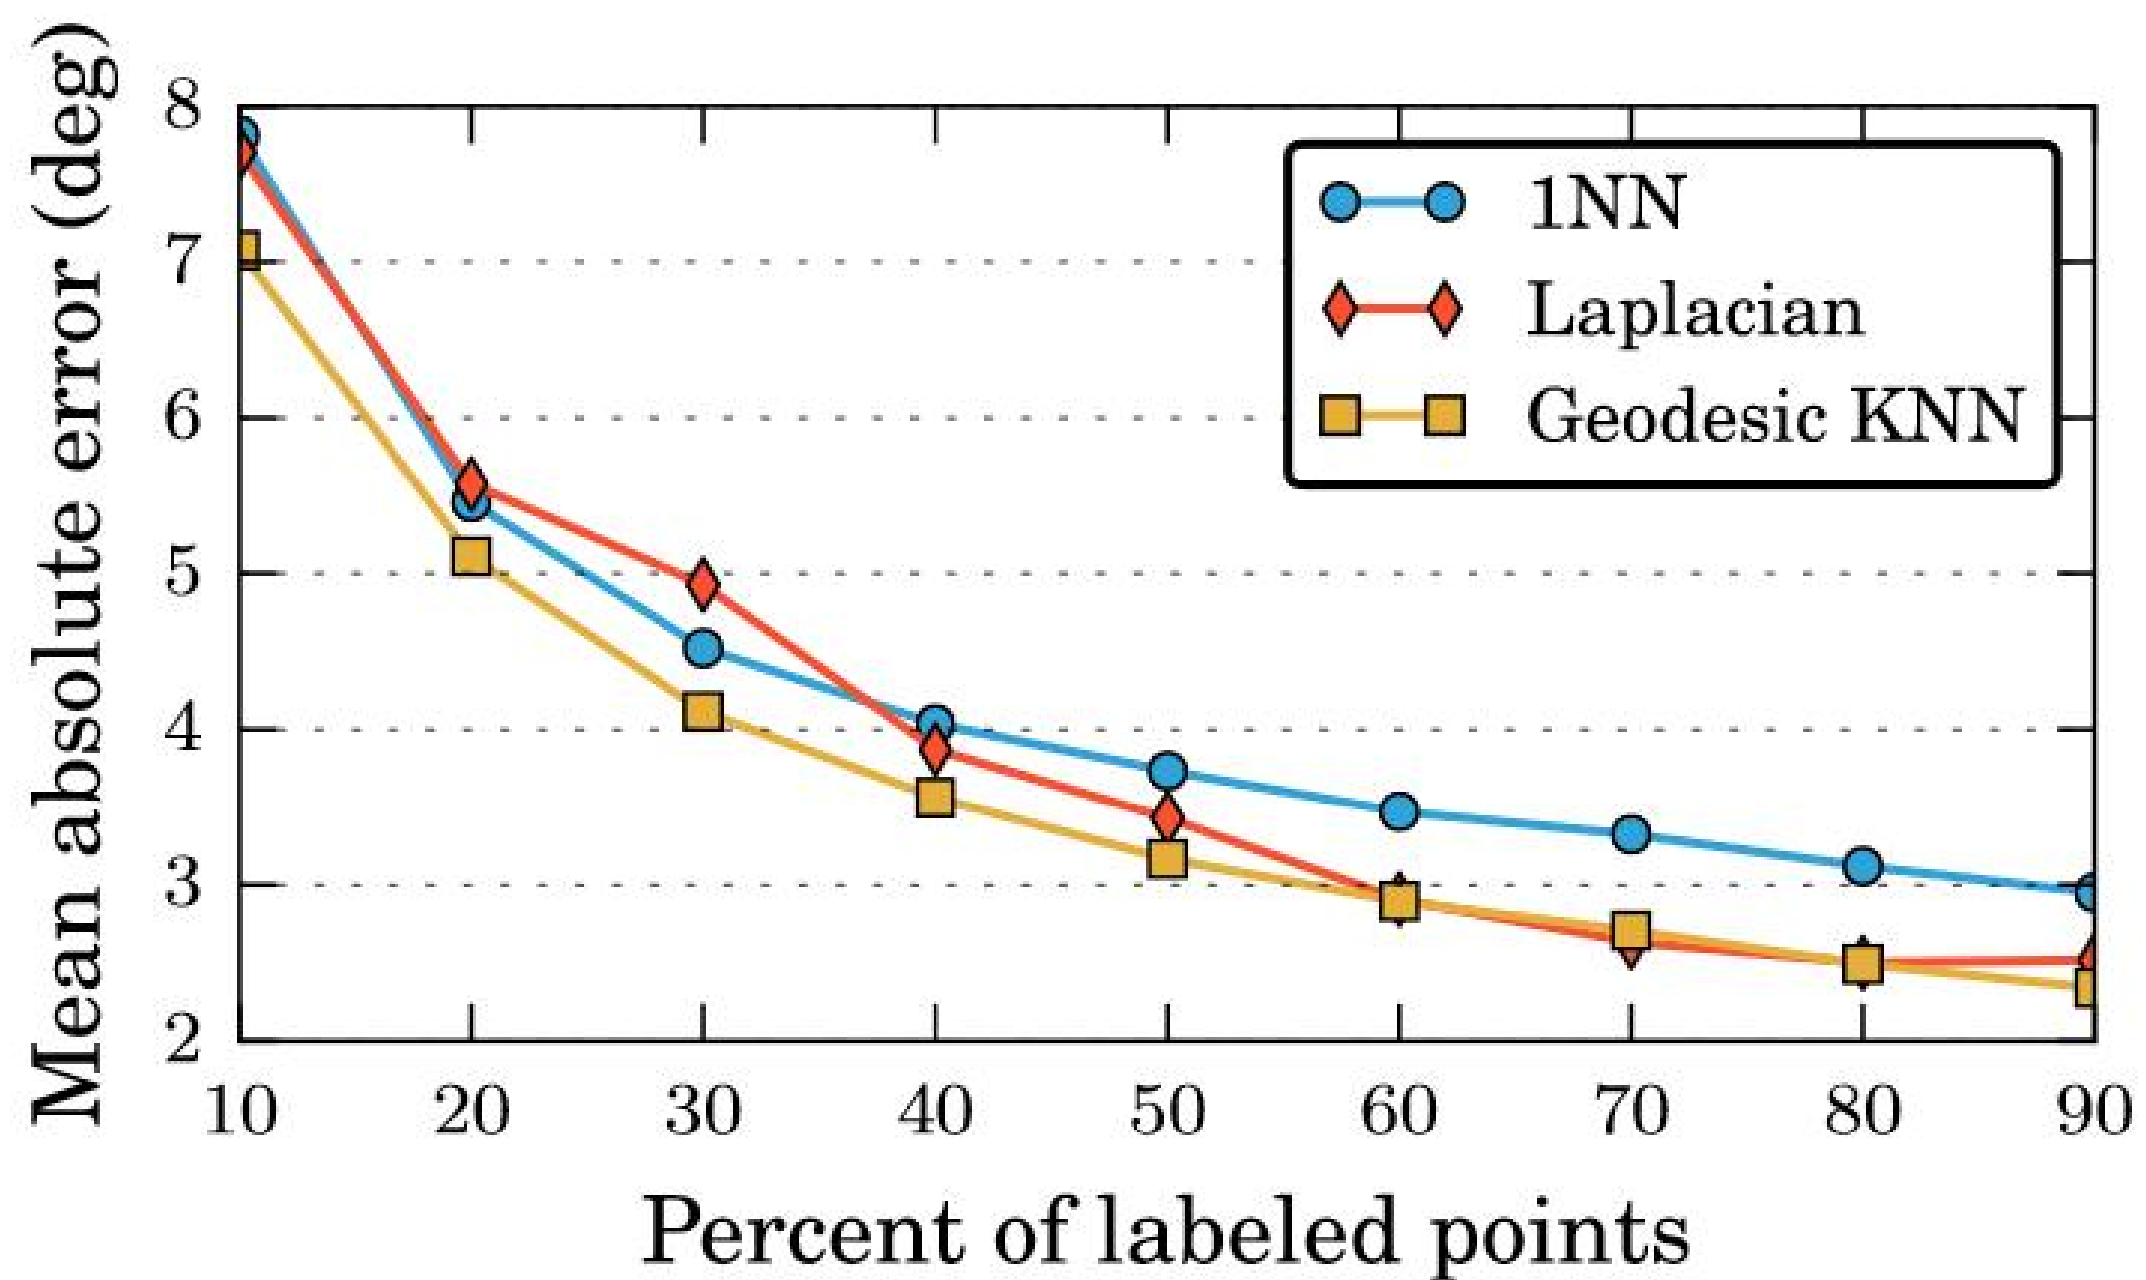 Mean absolute error (deg)
8
7
6
5
4
3
2
1NN
Laplacian
Geodesic KNN
10 20 30 40 50 60 70 80 90
Percent of labeled points